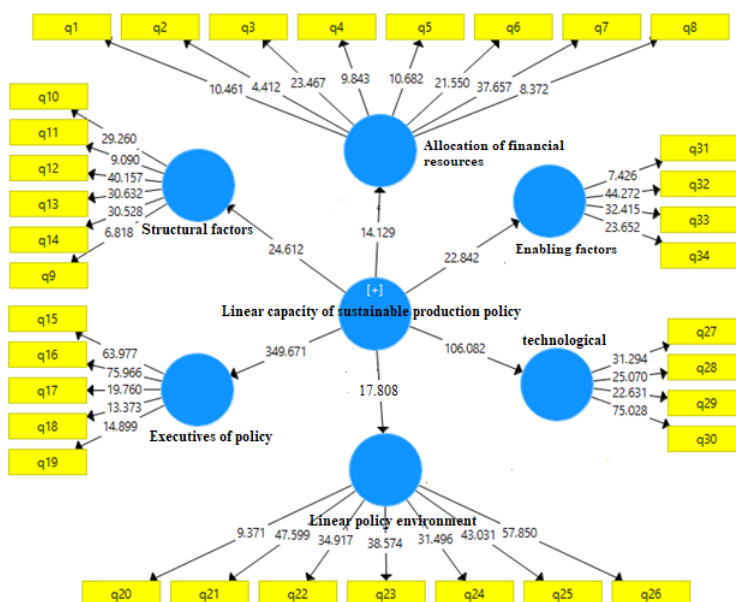 q1 q2 q3 q4 q5 q6 q7 q8
10.461 4.412 23.467 9.843 10.682 21.550 37.657 8.372
Allocation of financial
resources
q10
q11
q12
q13
q14
q9
29.260
9.090
40.157
30.632
30.528
6.818
Structural factors
q31
q32
q33
q34
7.426
44.272
32.415
23.652
Enabling factors
24.612
14.129
22.842
[+]
Linear capacity of sustainable production policy
349.671
17.808
106.082
q15
q16
q17
q18
q19
63.977
75.966
19.760
13.373
14.899
Executives of policy
technological
q27
q28
q29
q30
31.294
25.070
22.631
75.028
Linear policy environment
9.371 47.599 34.917 38.574 31.496 43.031 57.850
q20 q21 q22 q23 q24 q25 q26